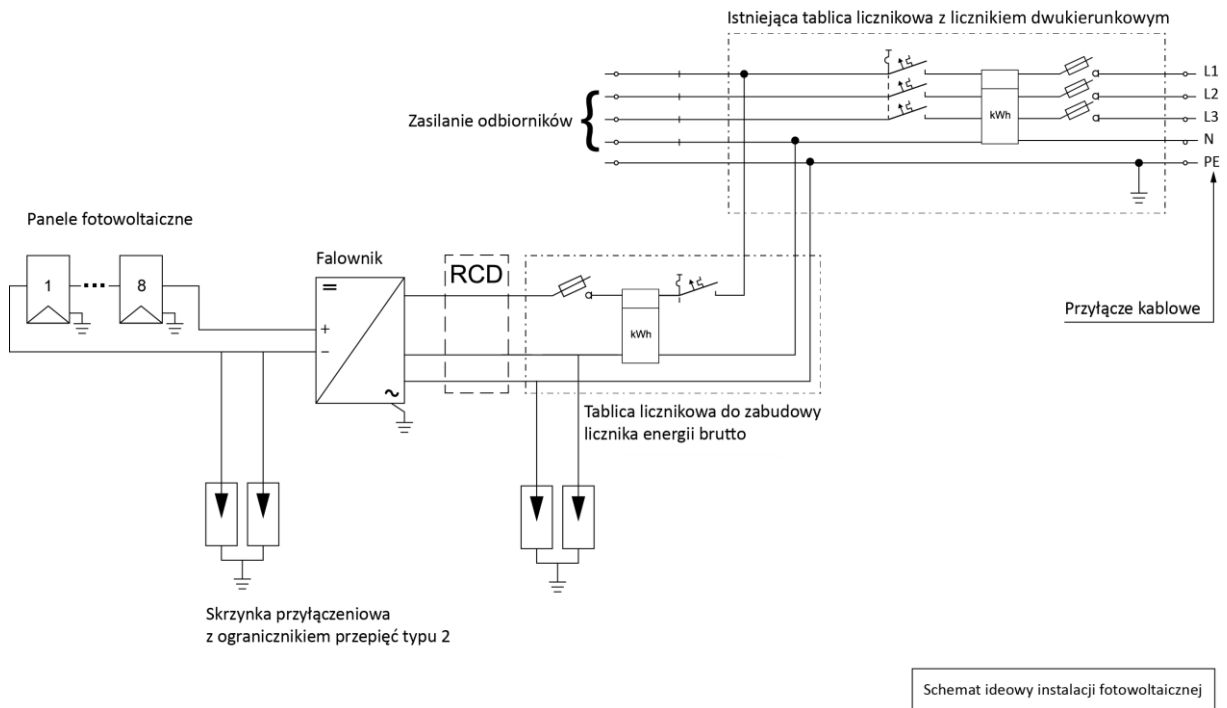 Istniejąca tablica licznikowa z licznikiem dwukierunkowym
L1
L2
L3
N
PE
kWh
Zasilanie odbiorników
Przyłącze kablowe
Panele fotowoltaiczne
1
8
Falownik
+
−
RCD
kWh
Tablica licznikowa do zabudowy
licznika energii brutto
Skrzynka przyłączeniowa
z ogranicznikiem przepięć typu 2
Schemat ideowy instalacji fotowoltaicznej